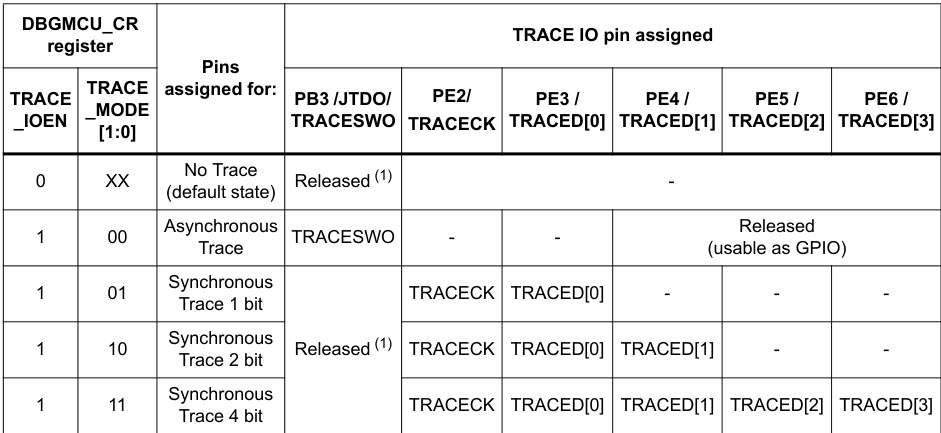 DBGMCU_CR
register
Pins
assigned for:
TRACE IO pin assigned
TRACE
_IOEN
TRACE
_MODE
[1:0]
PB3 /JTDO/
TRACESWO
PE2/
TRACECK
PE3 /
TRACED[0]
PE4 /
TRACED[1]
PE5 /
TRACED[2]
PE6 /
TRACED[3]
0
XX
No Trace
(default state)
Released (1)
-
1
00
Asynchronous
Trace
TRACESWO
-
-
Released
(usable as GPIO)
1
01
Synchronous
Trace 1 bit
Released (1)
TRACECK
TRACED[0]
-
-
-
1
10
Synchronous
Trace 2 bit
TRACECK
TRACED[0]
TRACED[1]
-
-
1
11
Synchronous
Trace 4 bit
TRACECK
TRACED[0]
TRACED[1]
TRACED[2]
TRACED[3]